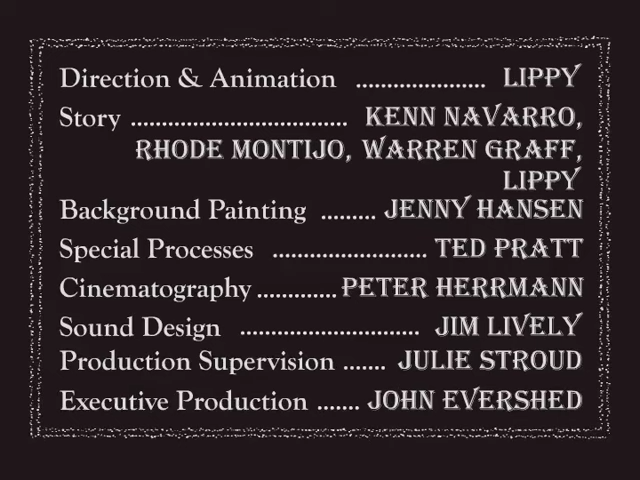 Direction & Animation ...................... LIPPY
Story .................................. KENN NAVARRO,
RHODE MONTIJO, WARREN GRAFF,
LIPPY
Background Painting ......... JENNY HANSEN
Special Processes .......................... TED PRATT
Cinematography ............. PETER HERRMANN
Sound Design .............................. JIM LIVELY
Production Supervision ....... JULIE STROUD
Executive Production ....... JOHN EVERSHED